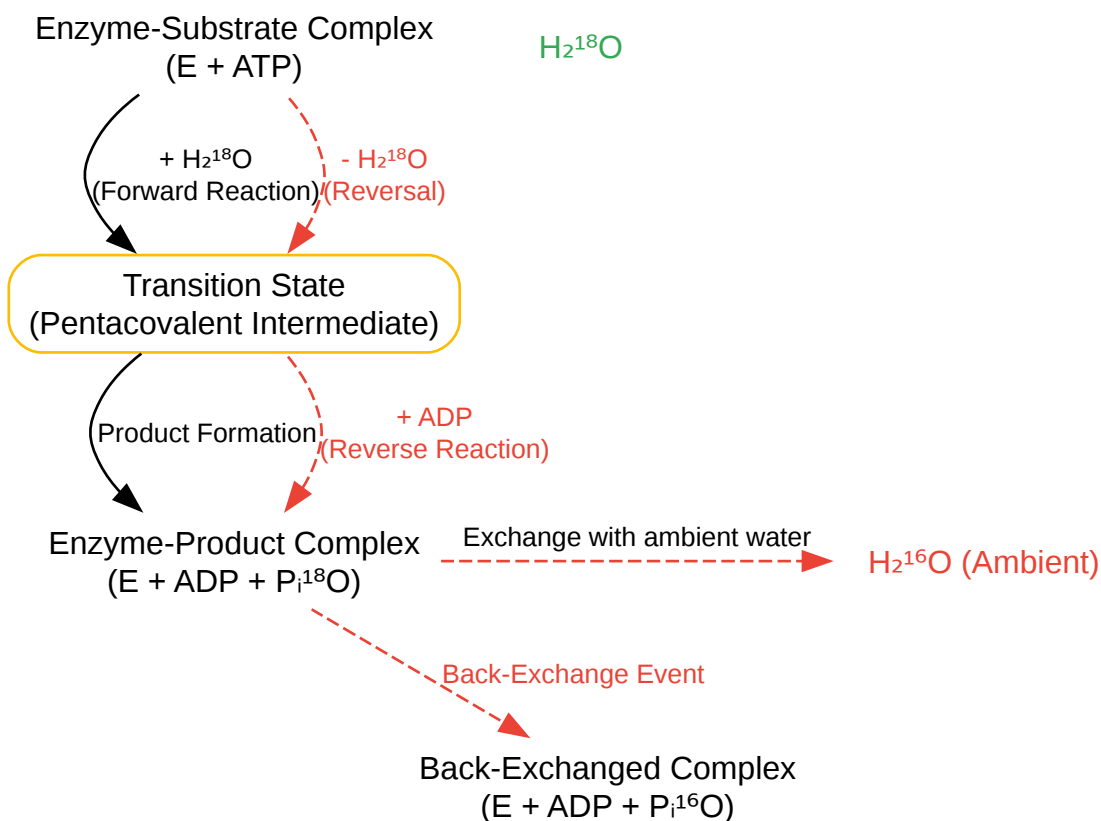 Enzyme-Substrate Complex
(E + ATP)
H₂¹⁸O
+ H₂¹⁸O
(Forward Reaction)
- H₂¹⁸O
(Reversal)
Transition State
(Pentacovalent Intermediate)
Product Formation
+ ADP
(Reverse Reaction)
Enzyme-Product Complex
(E + ADP + Pᵢ¹⁸O)
Exchange with ambient water
H₂¹⁶O (Ambient)
Back-Exchange Event
Back-Exchanged Complex
(E + ADP + Pᵢ¹⁶O)